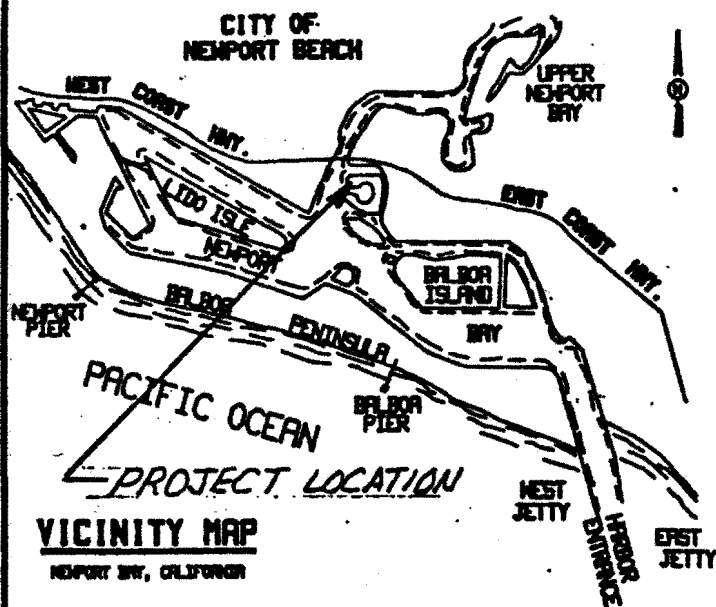 CITY OF
NEWPORT BEACH
UPPER
NEWPORT
BAY
N
WEST COAST HWY.
EAST COAST HWY.
LIDO ISLE
NEWPORT
BALBOA
ISLAND
BAY
NEWPORT
PIER
BALBOA
PENINSULA
PACIFIC OCEAN
BALBOA
PIER
PROJECT LOCATION
WEST
JETTY
HARBOR
ENTRANCE
EAST
JETTY
VICINITY MAP
NEWPORT BAY, CALIFORNIA